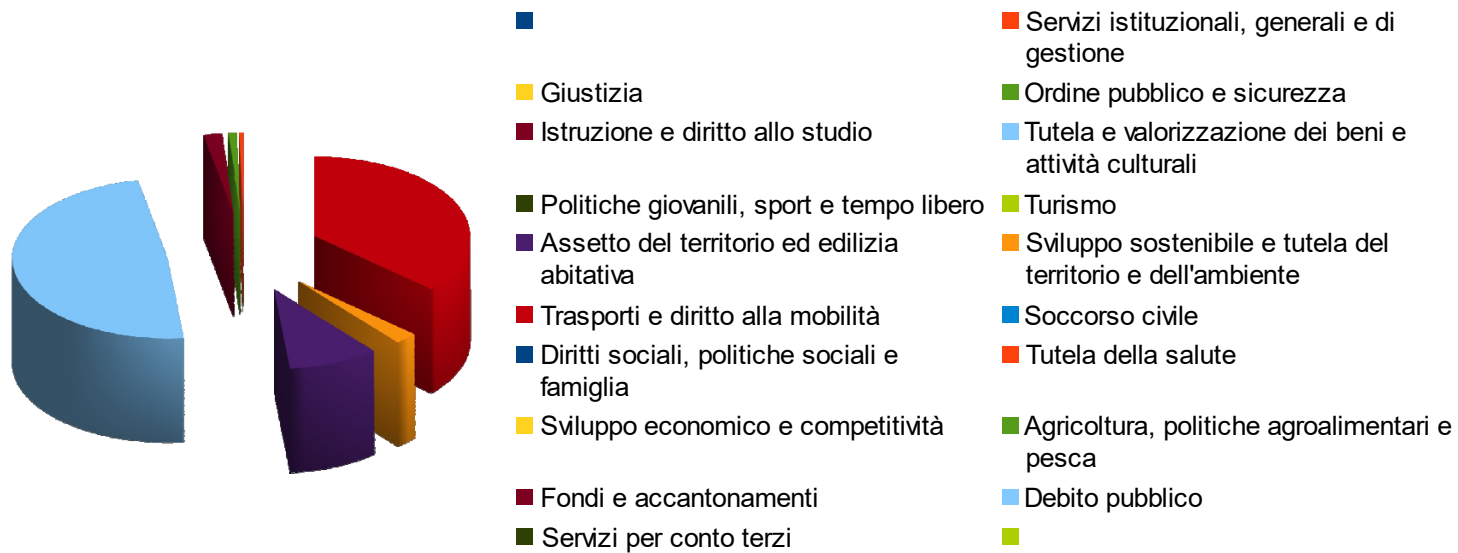 Servizi istituzionali, generali e di
gestione
Giustizia
Ordine pubblico e sicurezza
Istruzione e diritto allo studio
Tutela e valorizzazione dei beni e
attività culturali
Politiche giovanili, sport e tempo libero
Turismo
Assetto del territorio ed edilizia
abitativa
Sviluppo sostenibile e tutela del
territorio e dell'ambiente
Trasporti e diritto alla mobilità
Soccorso civile
Diritti sociali, politiche sociali e
famiglia
Tutela della salute
Sviluppo economico e competitività
Agricoltura, politiche agroalimentari e
pesca
Fondi e accantonamenti
Debito pubblico
Servizi per conto terzi